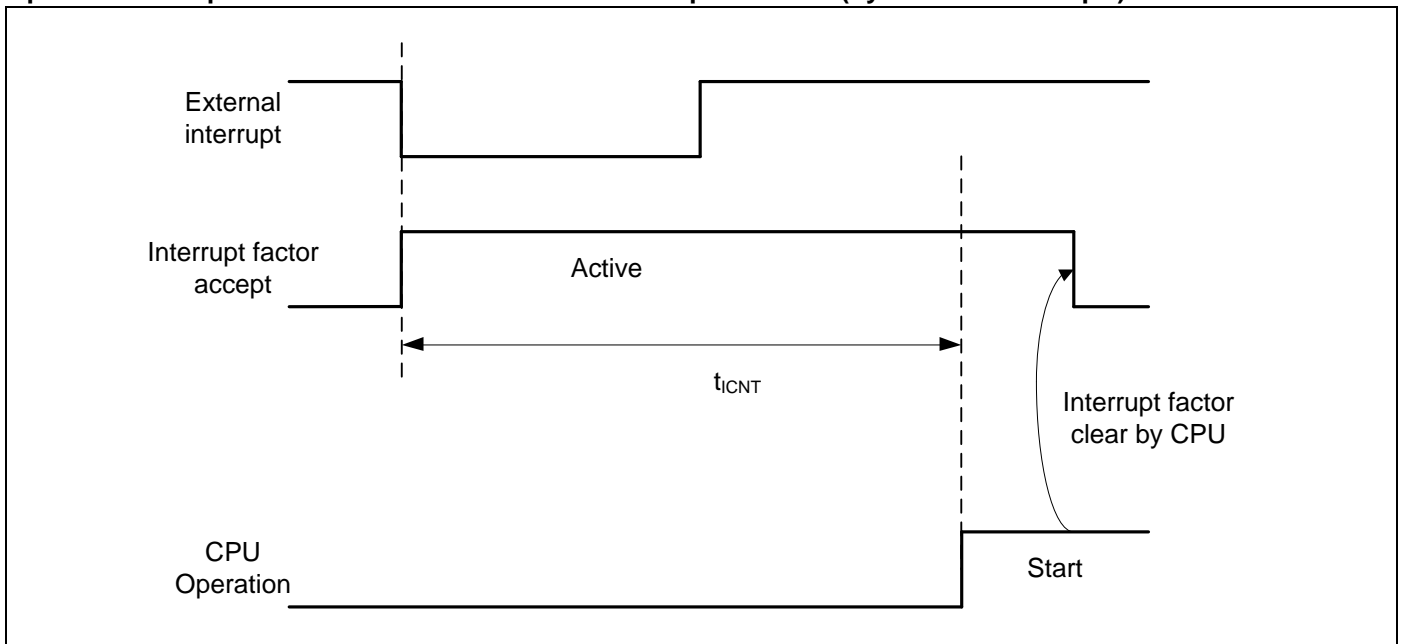 External
interrupt
Interrupt factor
accept
Active
tICNT
Interrupt factor
clear by CPU
CPU
Operation
Start